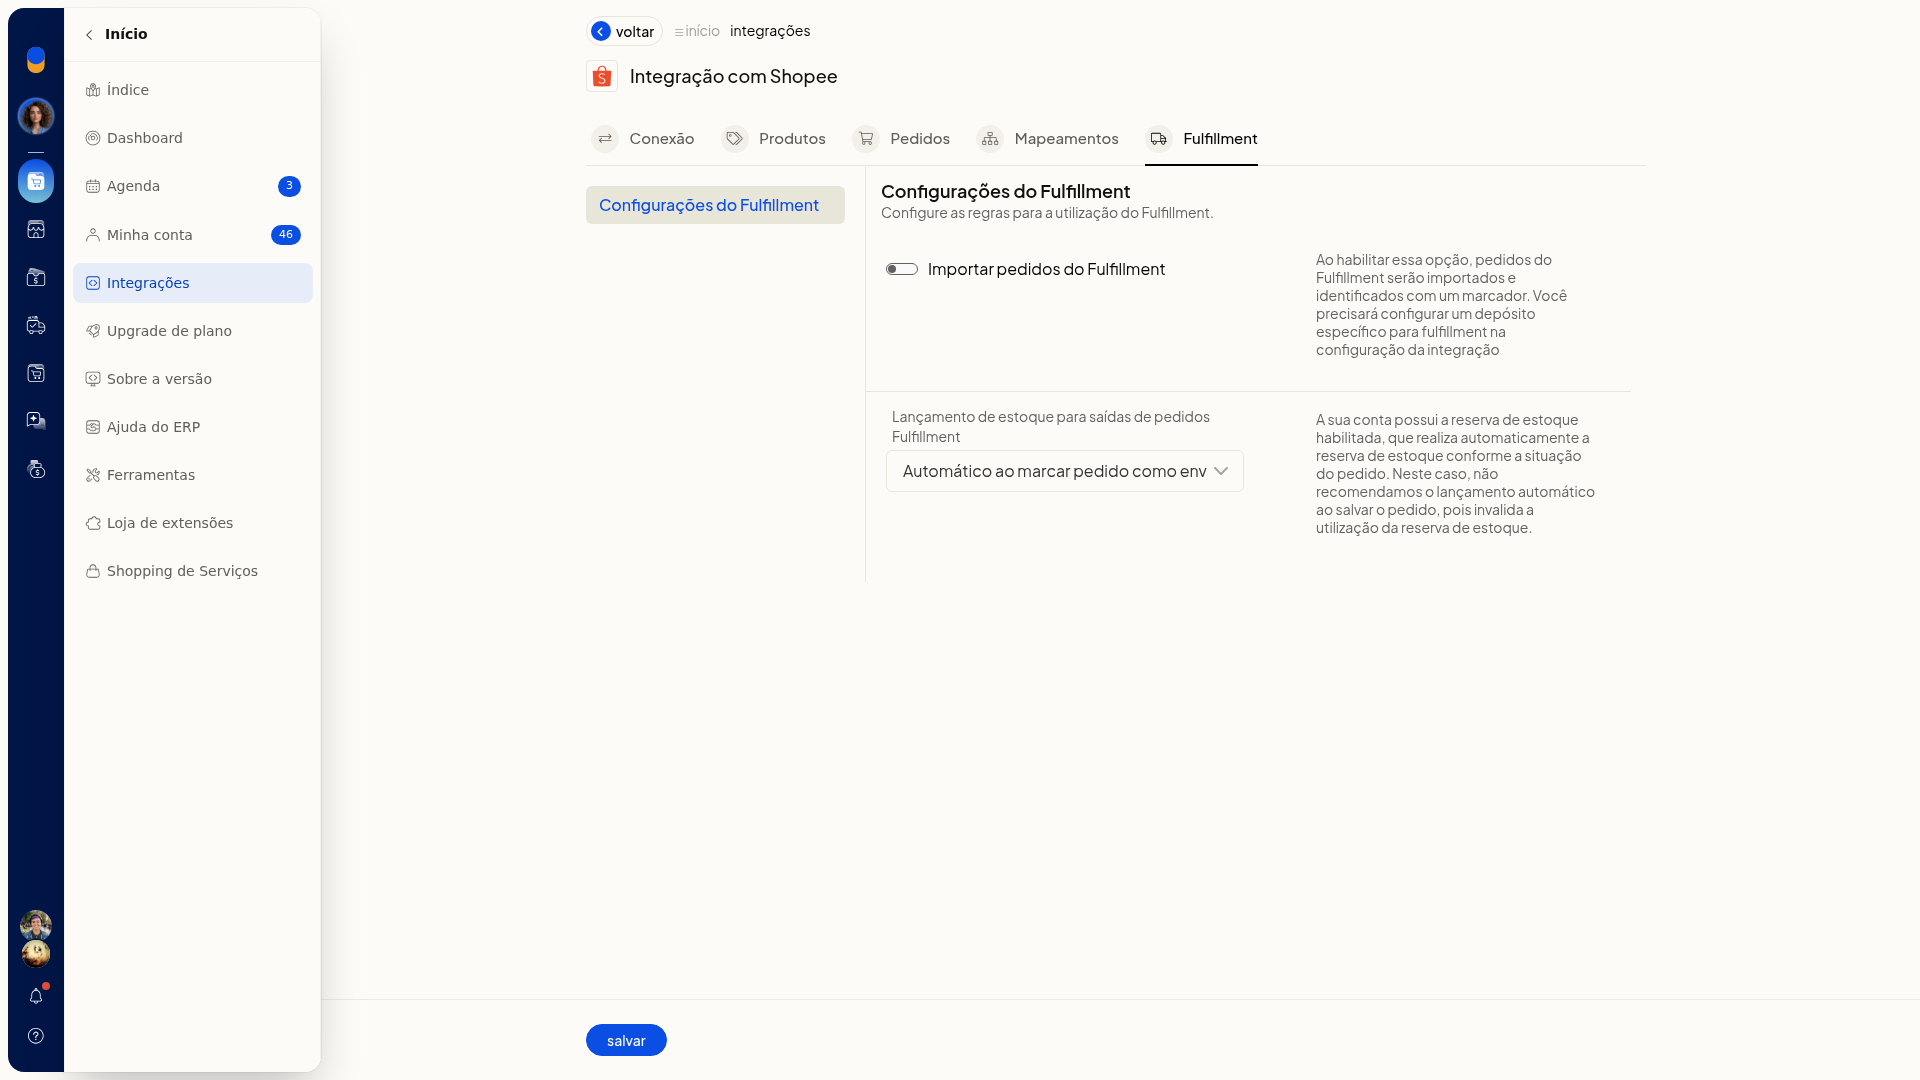 Início
Índice
Dashboard
Agenda
3
Minha conta
46
Integrações
Upgrade de plano
Sobre a versão
Ajuda do ERP
Ferramentas
Loja de extensões
Shopping de Serviços
voltar
início
integrações
Integração com Shopee
Conexão
Produtos
Pedidos
Mapeamentos
Fulfillment
Configurações do Fulfillment
Configurações do Fulfillment
Configure as regras para a utilização do Fulfillment.
Importar pedidos do Fulfillment
Ao habilitar essa opção, pedidos do
Fulfillment serão importados e
identificados com um marcador. Você
precisará configurar um depósito
específico para fulfillment na
configuração da integração
Lançamento de estoque para saídas de pedidos
Fulfillment
Automático ao marcar pedido como env
A sua conta possui a reserva de estoque
habilitada, que realiza automaticamente a
reserva de estoque conforme a situação
do pedido. Neste caso, não
recomendamos o lançamento automático
ao salvar o pedido, pois invalida a
utilização da reserva de estoque.
salvar